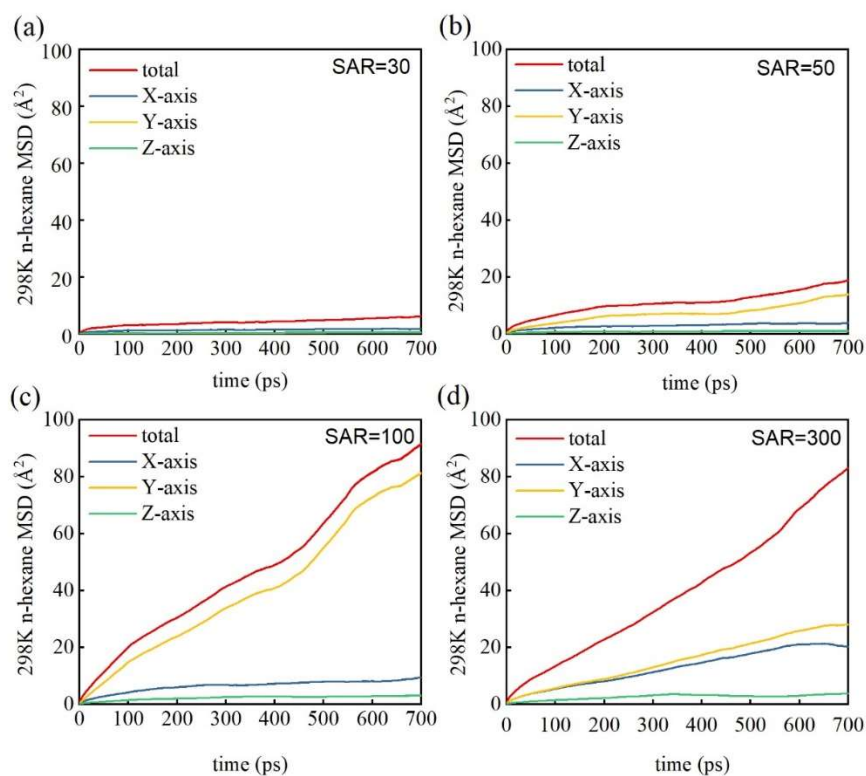 (a)
298K n-hexane MSD (Å²)
100
80
60
40
20
0
total
X-axis
Y-axis
Z-axis
SAR=30
0 100 200 300 400 500 600 700
time (ps)
(b)
298K n-hexane MSD (Å²)
100
80
60
40
20
0
total
X-axis
Y-axis
Z-axis
SAR=50
0 100 200 300 400 500 600 700
time (ps)
(c)
298K n-hexane MSD (Å²)
100
80
60
40
20
0
total
X-axis
Y-axis
Z-axis
SAR=100
0 100 200 300 400 500 600 700
time (ps)
(d)
298K n-hexane MSD (Å²)
100
80
60
40
20
0
total
X-axis
Y-axis
Z-axis
SAR=300
0 100 200 300 400 500 600 700
time (ps)